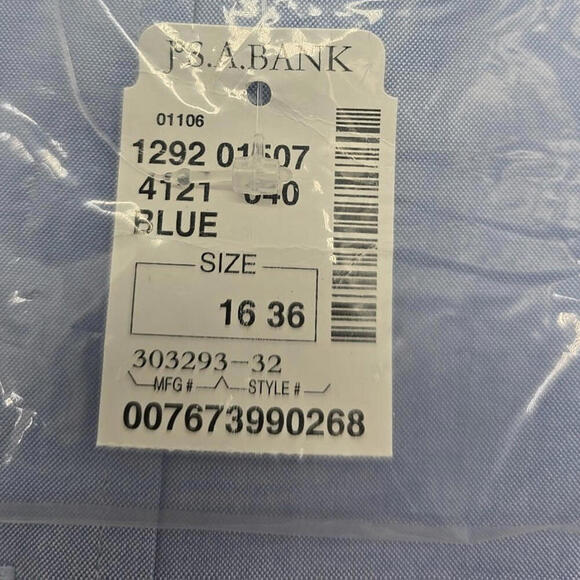 JoS.A.BANK
01106
1292 01507
4121 040
BLUE
SIZE
16 36
303293-32
MFG # STYLE #
007673990268